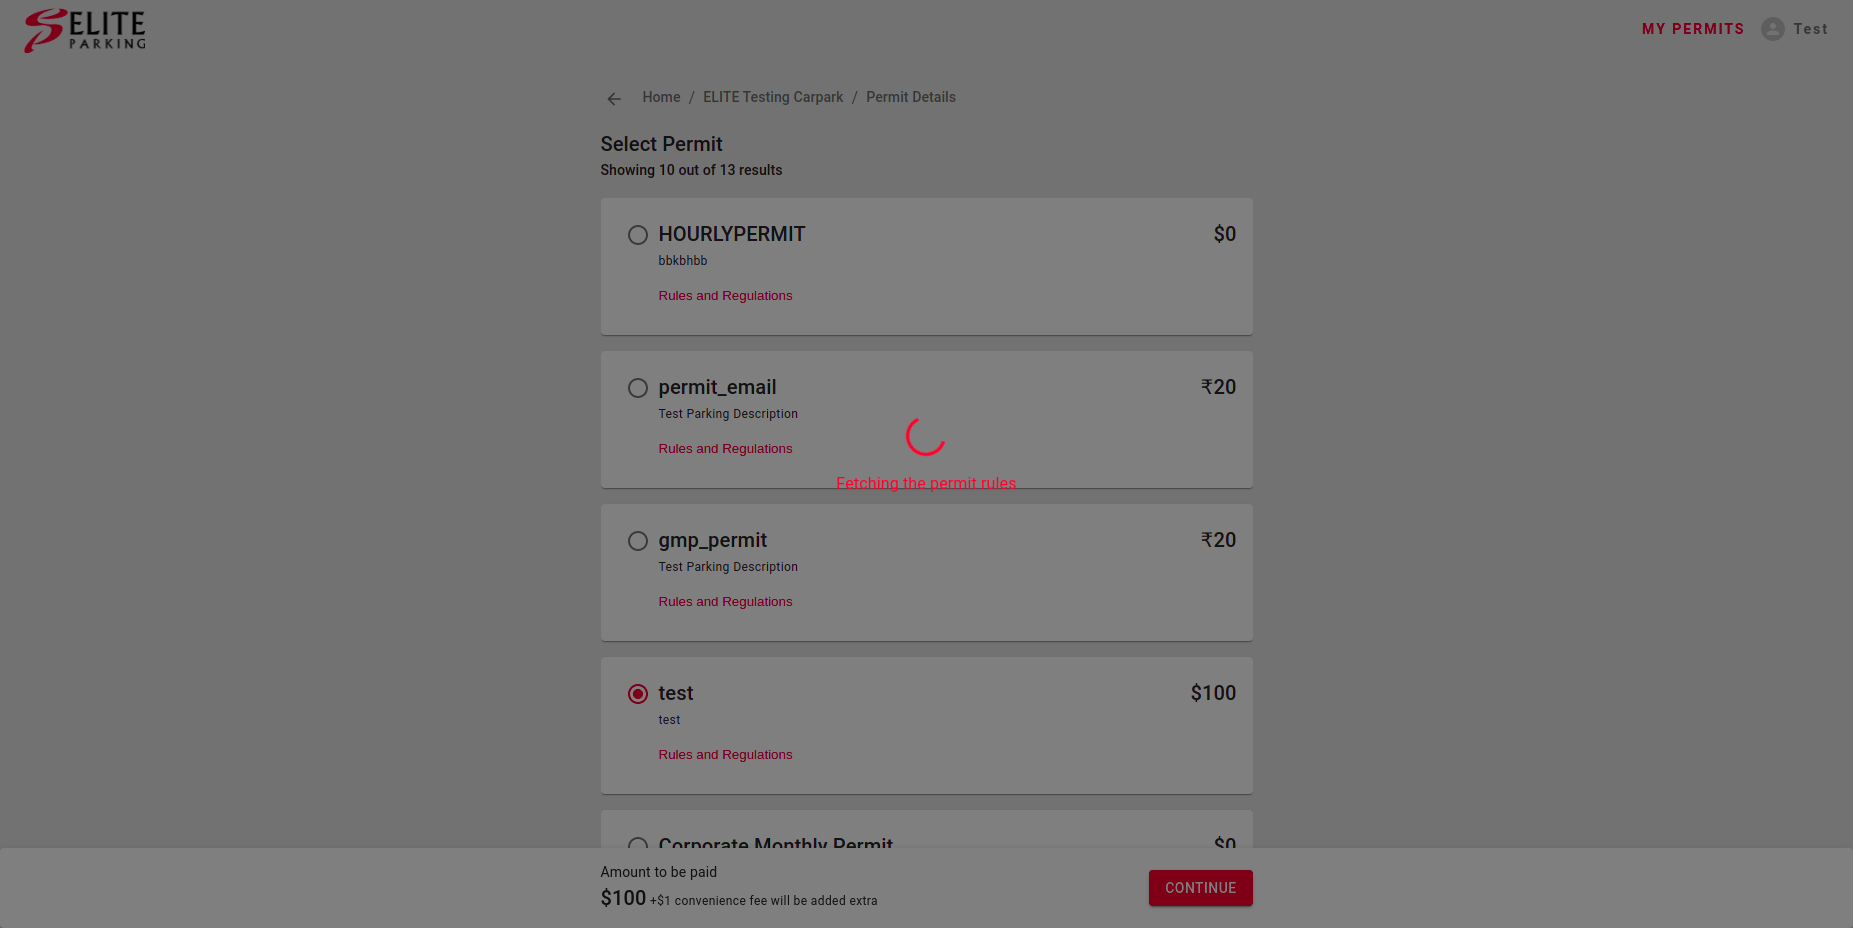 ELITE
PARKING
MY PERMITS
Test
Home / ELITE Testing Carpark / Permit Details
Select Permit
Showing 10 out of 13 results
HOURLYPERMIT
$0
bbkbhbb
Rules and Regulations
permit_email
₹20
Test Parking Description
Rules and Regulations
Fetching the permit rules
gmp_permit
₹20
Test Parking Description
Rules and Regulations
test
$100
test
Rules and Regulations
Corporate Monthly Permit
$0
Amount to be paid
$100 +$1 convenience fee will be added extra
CONTINUE